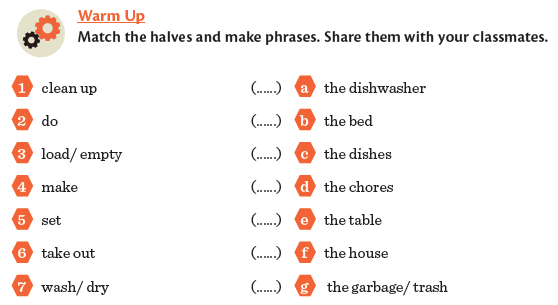 Warm Up
Match the halves and make phrases. Share them with your classmates.
1 clean up (......) a the dishwasher
2 do (......) b the bed
3 load/ empty (......) c the dishes
4 make (......) d the chores
5 set (......) e the table
6 take out (......) f the house
7 wash/ dry (......) g the garbage/ trash